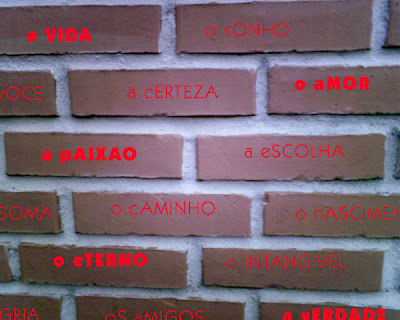 a VIDA o sONHO
vOCE a cERTEZA o aMOR
a pAIXAO a eSCOLHA
SOMA o cAMINHO o nASCIMEN
o eTERNO o INTANGIVEl
GRIA oS aMIGOS a vERDADE